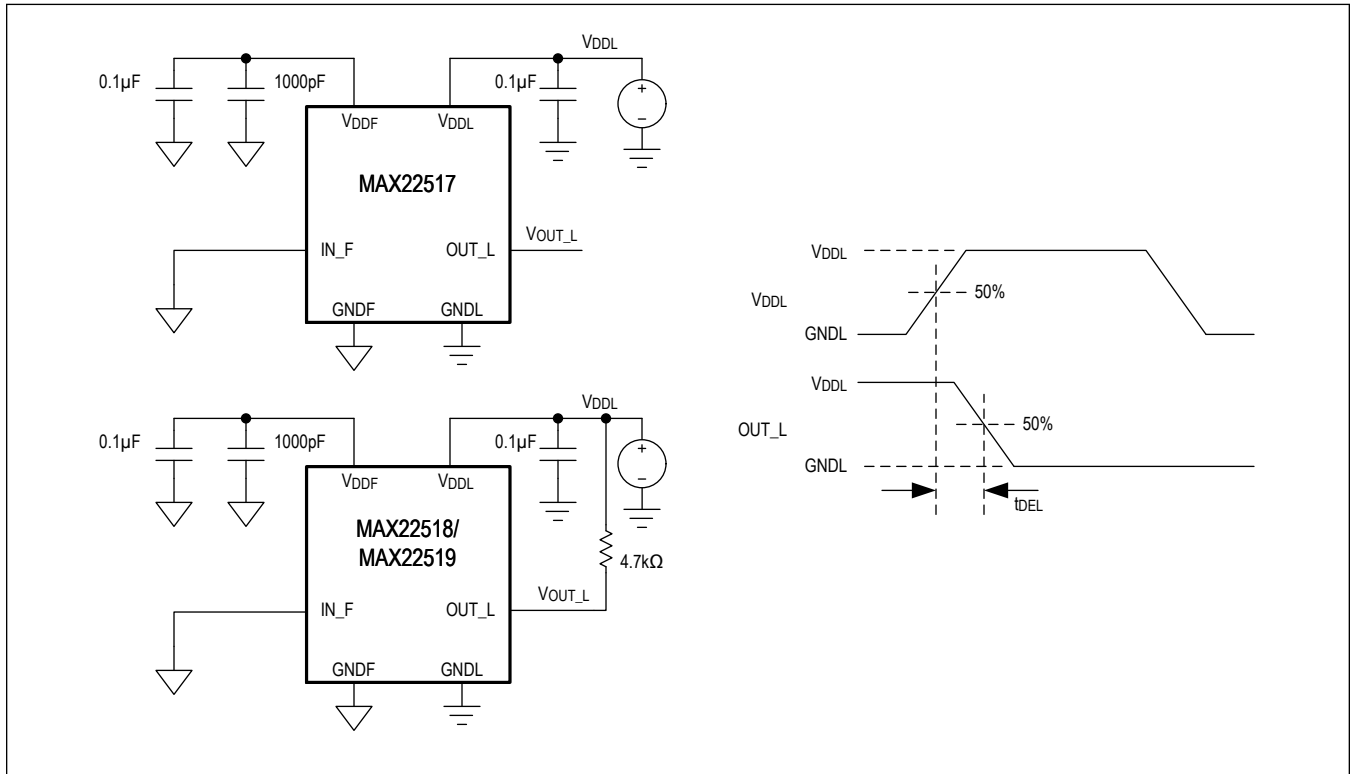 VDDL
0.1µF
1000pF
0.1µF
+
−
VDDF
VDDL
MAX22517
IN_F
OUT_L
VOUT_L
GNDF
GNDL
VDDL
0.1µF
1000pF
0.1µF
+
−
VDDF
VDDL
MAX22518/
MAX22519
4.7kΩ
IN_F
OUT_L
VOUT_L
GNDF
GNDL
VDDL
VDDL
50%
GNDL
VDDL
OUT_L
50%
GNDL
tDEL